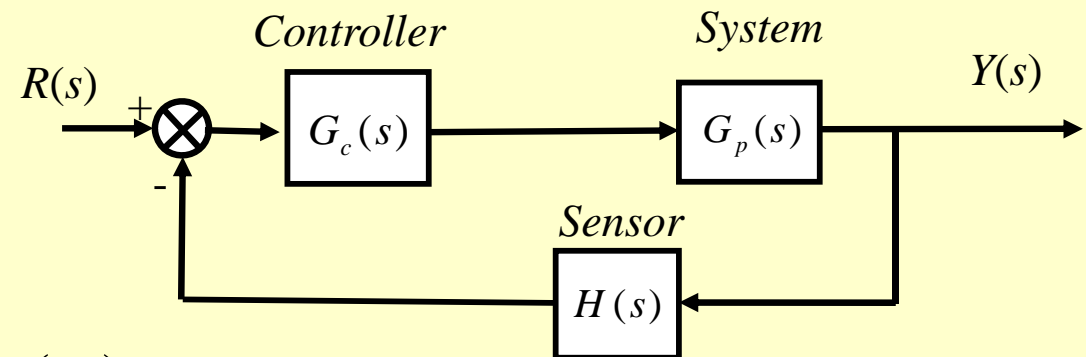 Controller
System
R(s)
Y(s)
+
G_c(s)
G_p(s)
-
Sensor
H(s)